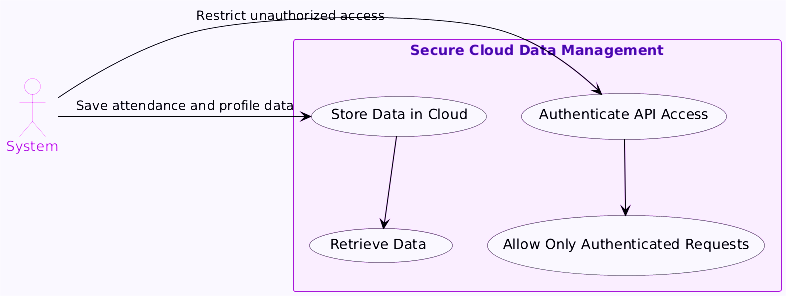 Restrict unauthorized access
Secure Cloud Data Management
Save attendance and profile data
Store Data in Cloud
Authenticate API Access
System
Retrieve Data
Allow Only Authenticated Requests